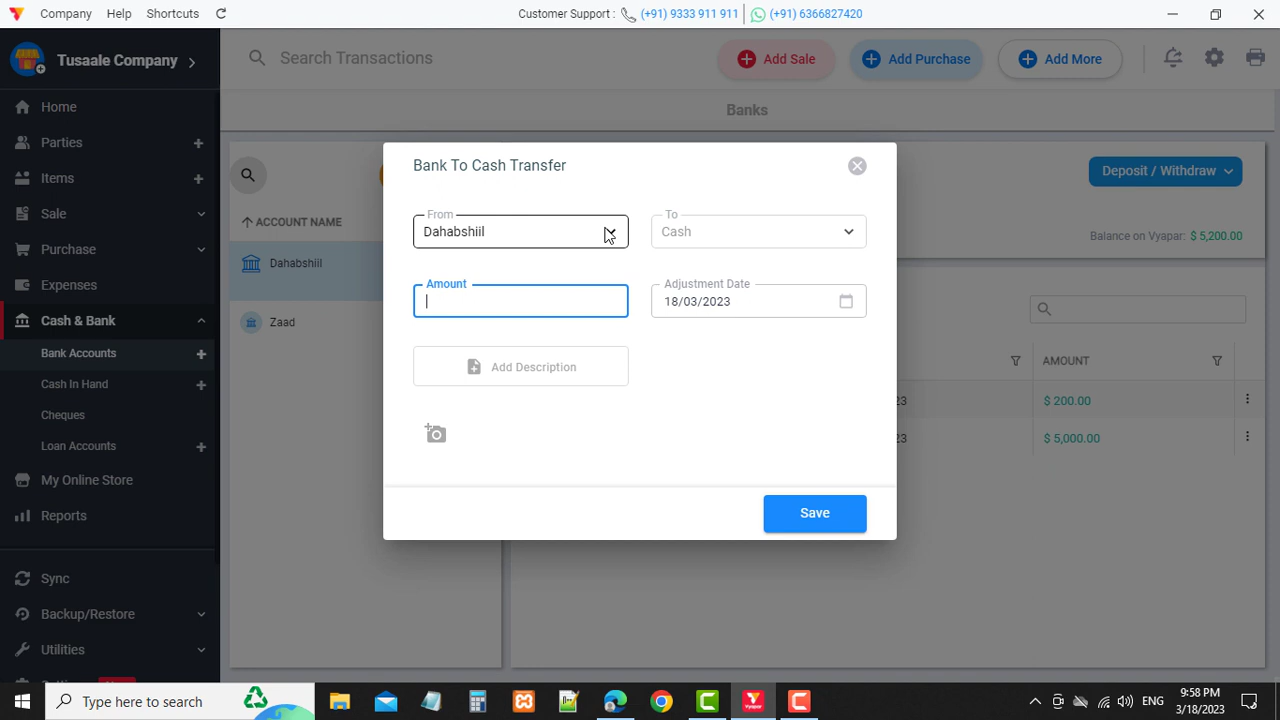 Company Help Shortcuts
Customer Support : (+91) 9333 911 911 (+91) 6366827420
Tusaale Company
Search Transactions
Add Sale
Add Purchase
Add More
Home
Parties
Items
Sale
Purchase
Expenses
Cash & Bank
Bank Accounts
Cash In Hand
Cheques
Loan Accounts
My Online Store
Reports
Sync
Backup/Restore
Utilities
Banks
ACCOUNT NAME
Dahabshiil
Zaad
Deposit / Withdraw
Balance on Vyapar: $ 5,200.00
AMOUNT
23
$ 200.00
23
$ 5,000.00
Bank To Cash Transfer
From
Dahabshiil
To
Cash
Amount
Adjustment Date
18/03/2023
Add Description
Save
Type here to search
Vyapar
ENG
9:58 PM
3/18/2023